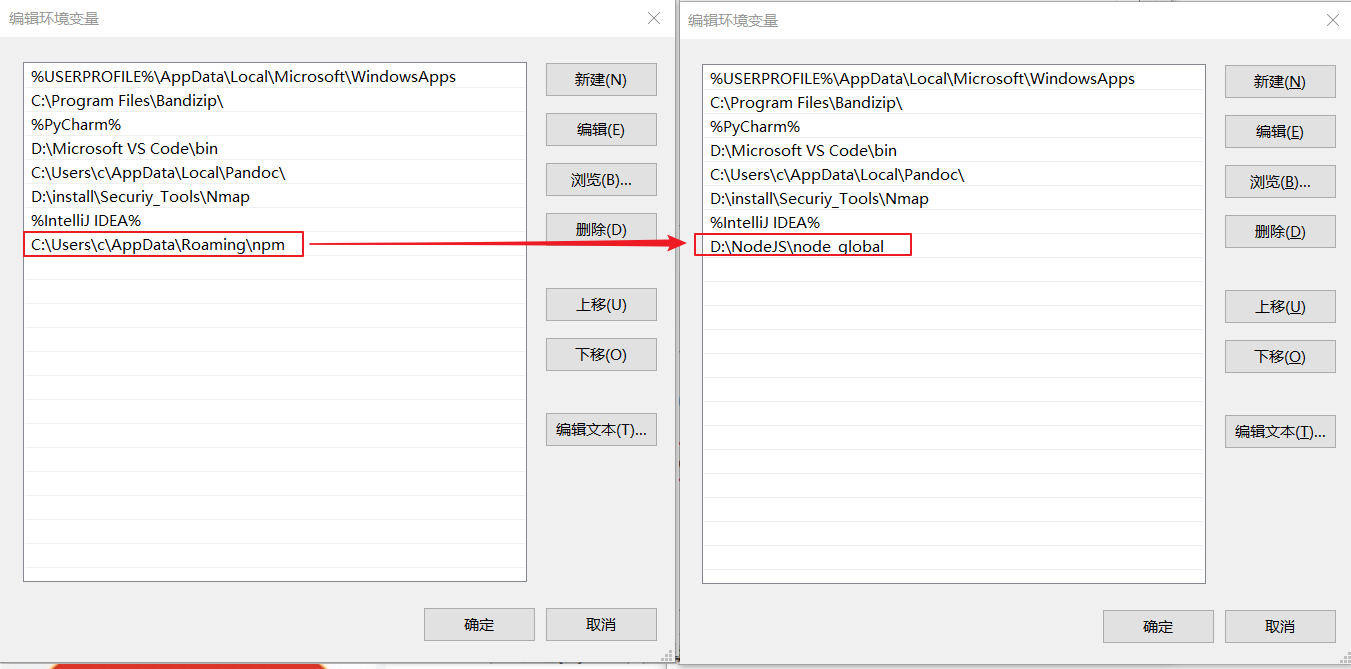 编辑环境变量
%USERPROFILE%\AppData\Local\Microsoft\WindowsApps
C:\Program Files\Bandizip\
%PyCharm%
D:\Microsoft VS Code\bin
C:\Users\c\AppData\Local\Pandoc\
D:\install\Securiy_Tools\Nmap
%IntelliJ IDEA%
C:\Users\c\AppData\Roaming\npm
新建(N)
编辑(E)
浏览(B)...
删除(D)
上移(U)
下移(O)
编辑文本(T)...
确定
取消
编辑环境变量
%USERPROFILE%\AppData\Local\Microsoft\WindowsApps
C:\Program Files\Bandizip\
%PyCharm%
D:\Microsoft VS Code\bin
C:\Users\c\AppData\Local\Pandoc\
D:\install\Securiy_Tools\Nmap
%IntelliJ IDEA%
D:\NodeJS\node_global
新建(N)
编辑(E)
浏览(B)...
删除(D)
上移(U)
下移(O)
编辑文本(T)...
确定
取消